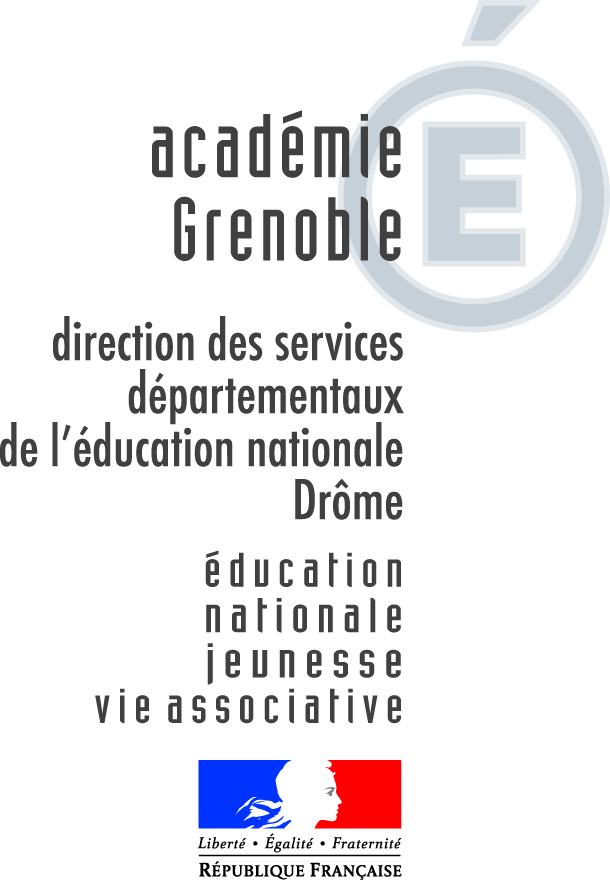 É
académie
Grenoble
direction des services
départementaux
de l'éducation nationale
Drôme
éducation
nationale
jeunesse
vie associative
Liberté • Égalité • Fraternité
RÉPUBLIQUE FRANÇAISE